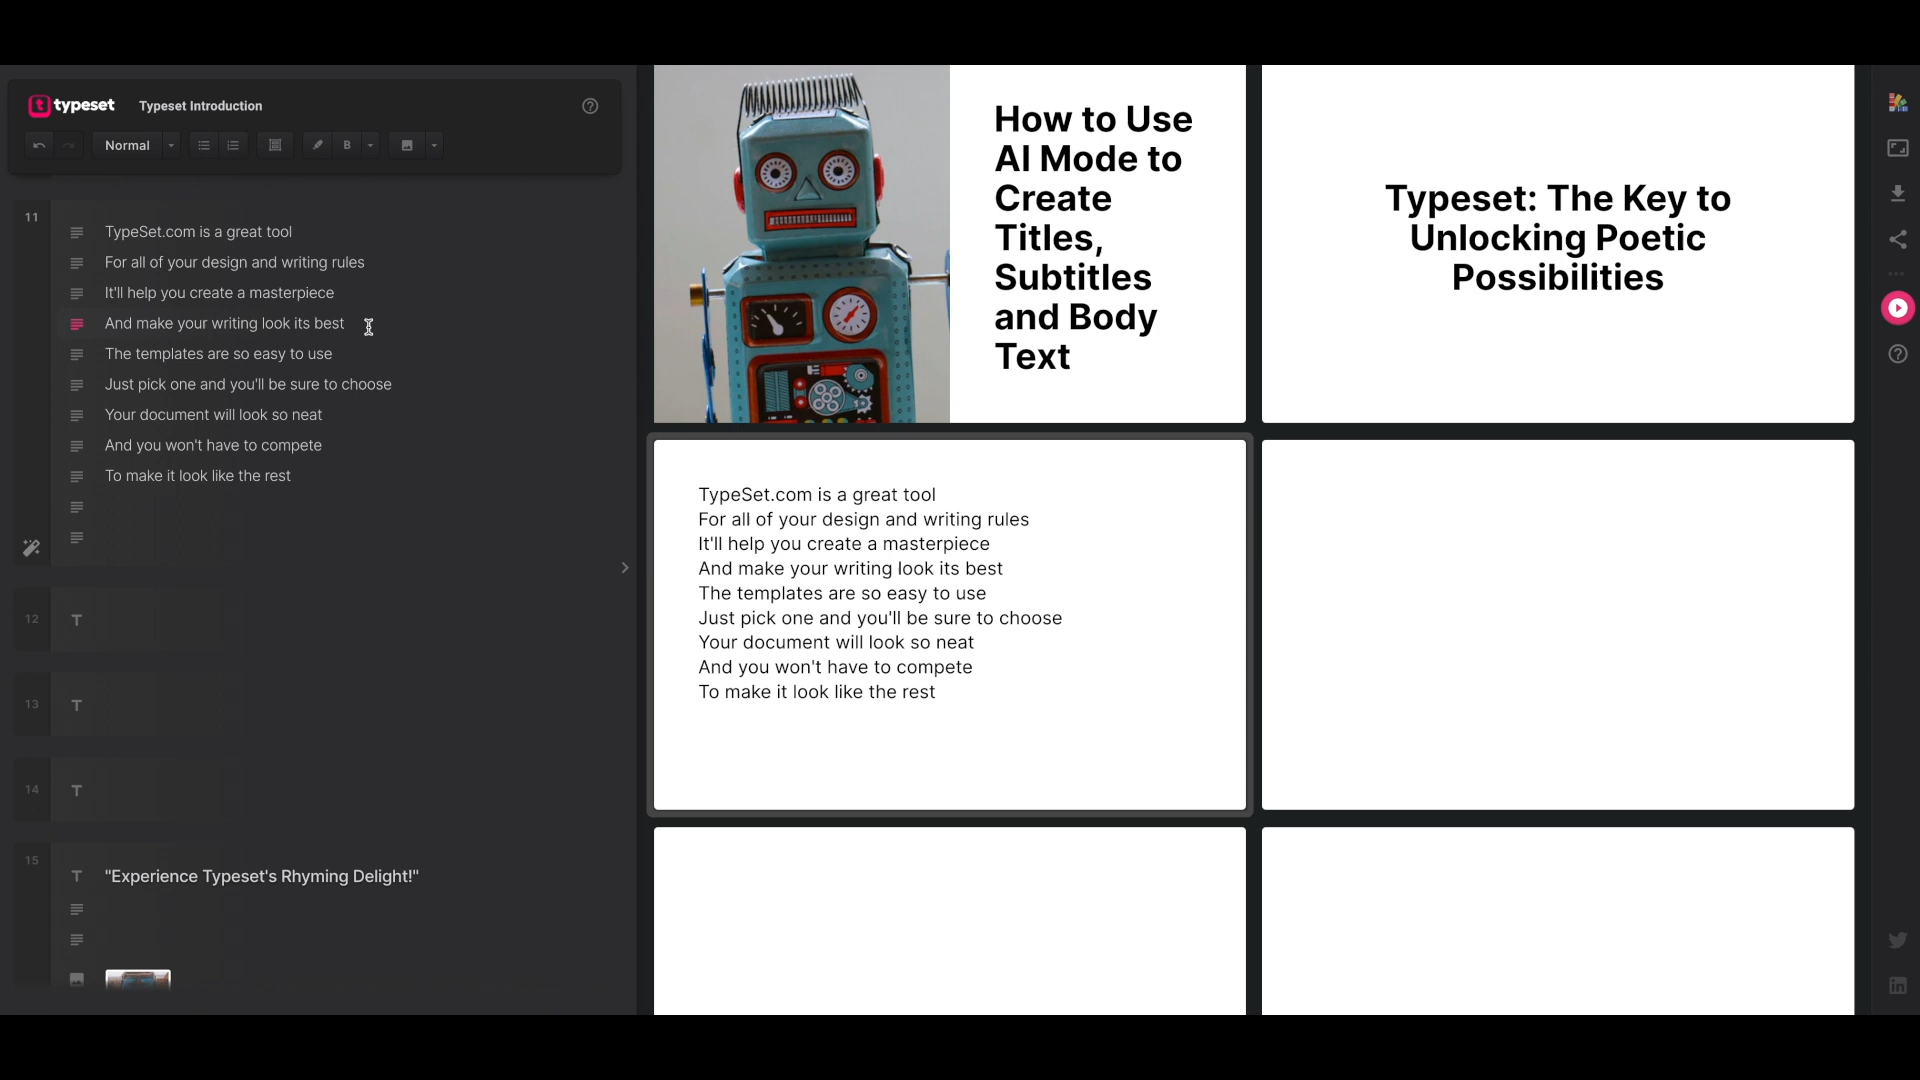 typeset
Typeset Introduction
Normal
B
11
TypeSet.com is a great tool
For all of your design and writing rules
It'll help you create a masterpiece
And make your writing look its best
The templates are so easy to use
Just pick one and you'll be sure to choose
Your document will look so neat
And you won't have to compete
To make it look like the rest
12
T
13
T
14
T
15
T
"Experience Typeset's Rhyming Delight!"
How to Use
AI Mode to
Create
Titles,
Subtitles
and Body
Text
Typeset: The Key to
Unlocking Poetic
Possibilities
TypeSet.com is a great tool
For all of your design and writing rules
It'll help you create a masterpiece
And make your writing look its best
The templates are so easy to use
Just pick one and you'll be sure to choose
Your document will look so neat
And you won't have to compete
To make it look like the rest